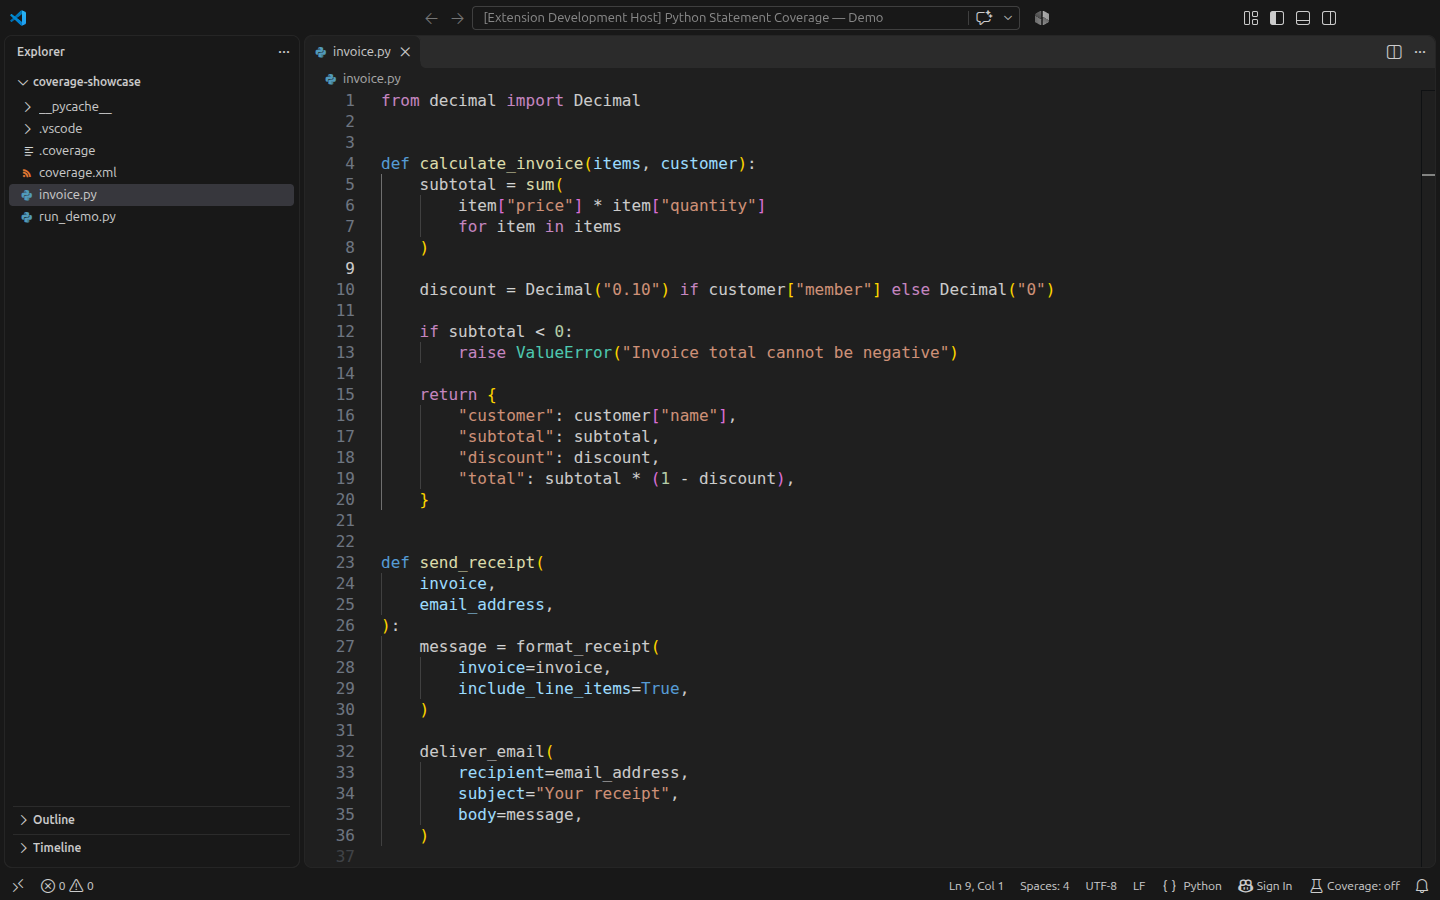 [Extension Development Host] Python Statement Coverage — Demo
Explorer
coverage-showcase
__pycache__
.vscode
.coverage
coverage.xml
invoice.py
run_demo.py
Outline
Timeline
invoice.py
invoice.py
1 from decimal import Decimal
2
3
4 def calculate_invoice(items, customer):
5     subtotal = sum(
6         item["price"] * item["quantity"]
7         for item in items
8     )
9
10     discount = Decimal("0.10") if customer["member"] else Decimal("0")
11
12     if subtotal < 0:
13         raise ValueError("Invoice total cannot be negative")
14
15     return {
16         "customer": customer["name"],
17         "subtotal": subtotal,
18         "discount": discount,
19         "total": subtotal * (1 - discount),
20     }
21
22
23 def send_receipt(
24     invoice,
25     email_address,
26 ):
27     message = format_receipt(
28         invoice=invoice,
29         include_line_items=True,
30     )
31
32     deliver_email(
33         recipient=email_address,
34         subject="Your receipt",
35         body=message,
36     )
37
0 0 Ln 9, Col 1 Spaces: 4 UTF-8 LF { } Python Sign In Coverage: off